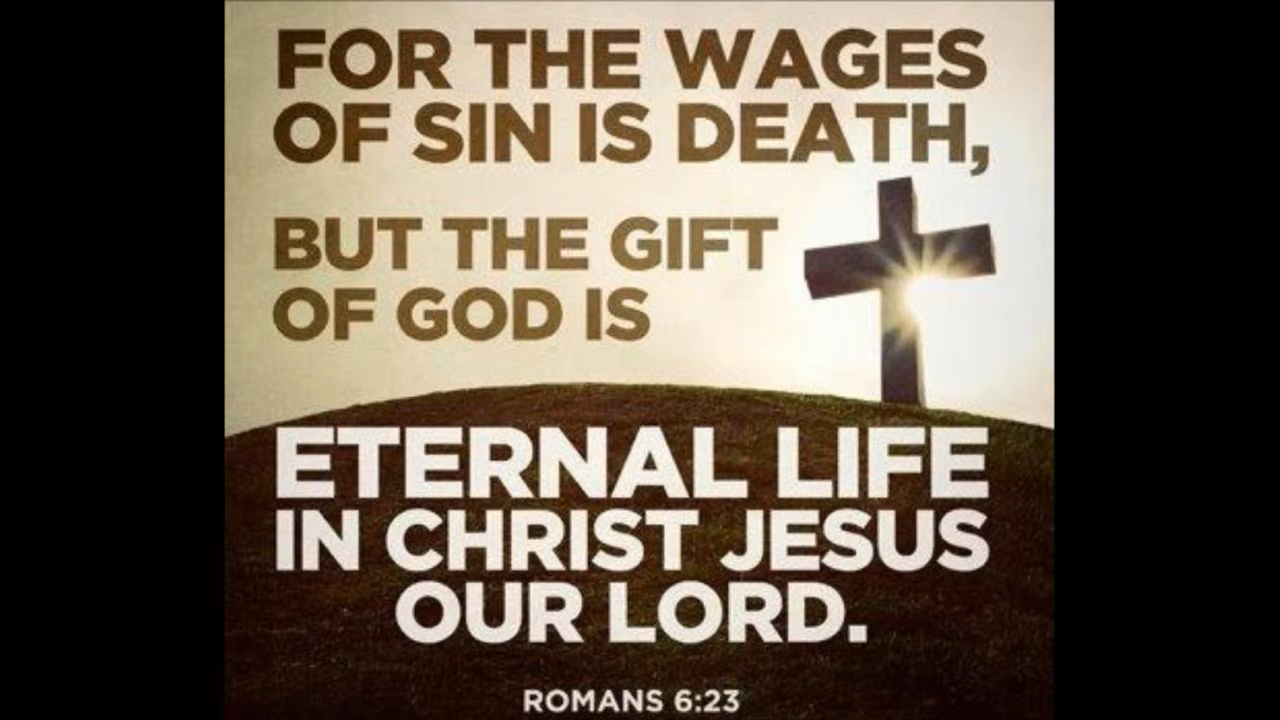 FOR THE WAGES
OF SIN IS DEATH,
BUT THE GIFT
OF GOD IS
ETERNAL LIFE
IN CHRIST JESUS
OUR LORD.
ROMANS 6:23